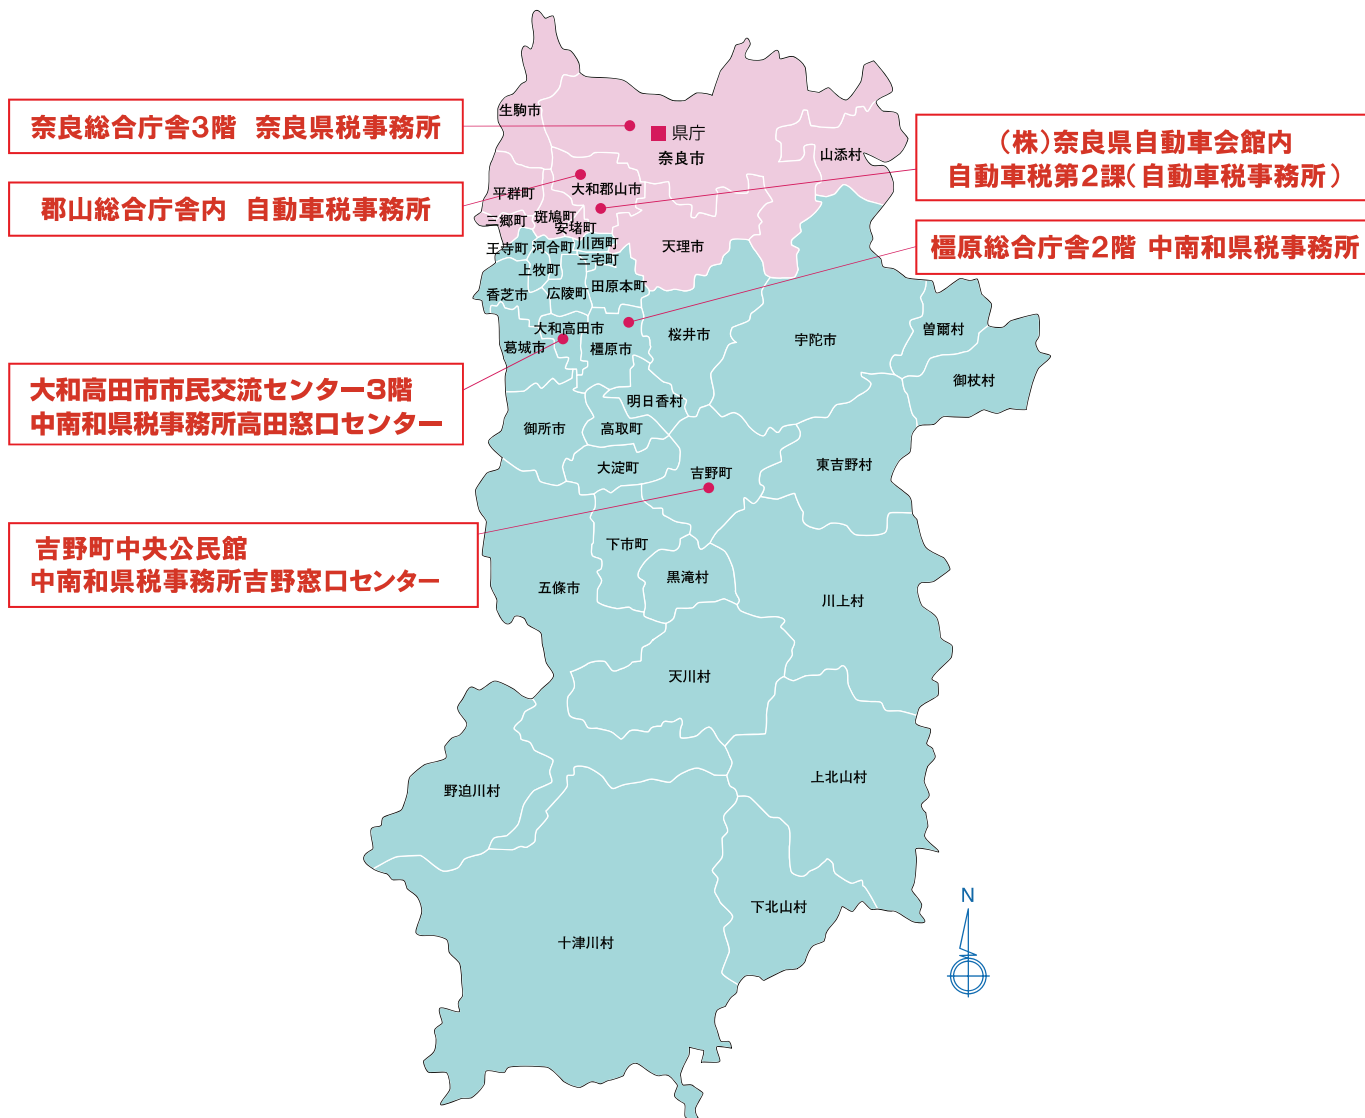 奈良総合庁舎3階 奈良県税事務所
郡山総合庁舎内 自動車税事務所
(株)奈良県自動車会館内
自動車税第2課(自動車税事務所)
橿原総合庁舎2階 中南和県税事務所
大和高田市市民交流センター3階
中南和県税事務所高田窓口センター
吉野町中央公民館
中南和県税事務所吉野窓口センター
生駒市
県庁
奈良市
山添村
平群町
大和郡山市
三郷町
斑鳩町
安堵町
天理市
王寺町
河合町
川西町
三宅町
上牧町
香芝市
広陵町
田原本町
大和高田市
葛城市
橿原市
桜井市
宇陀市
曽爾村
御杖村
明日香村
御所市
高取町
大淀町
吉野町
東吉野村
下市町
黒滝村
五條市
川上村
天川村
野迫川村
上北山村
下北山村
十津川村
N